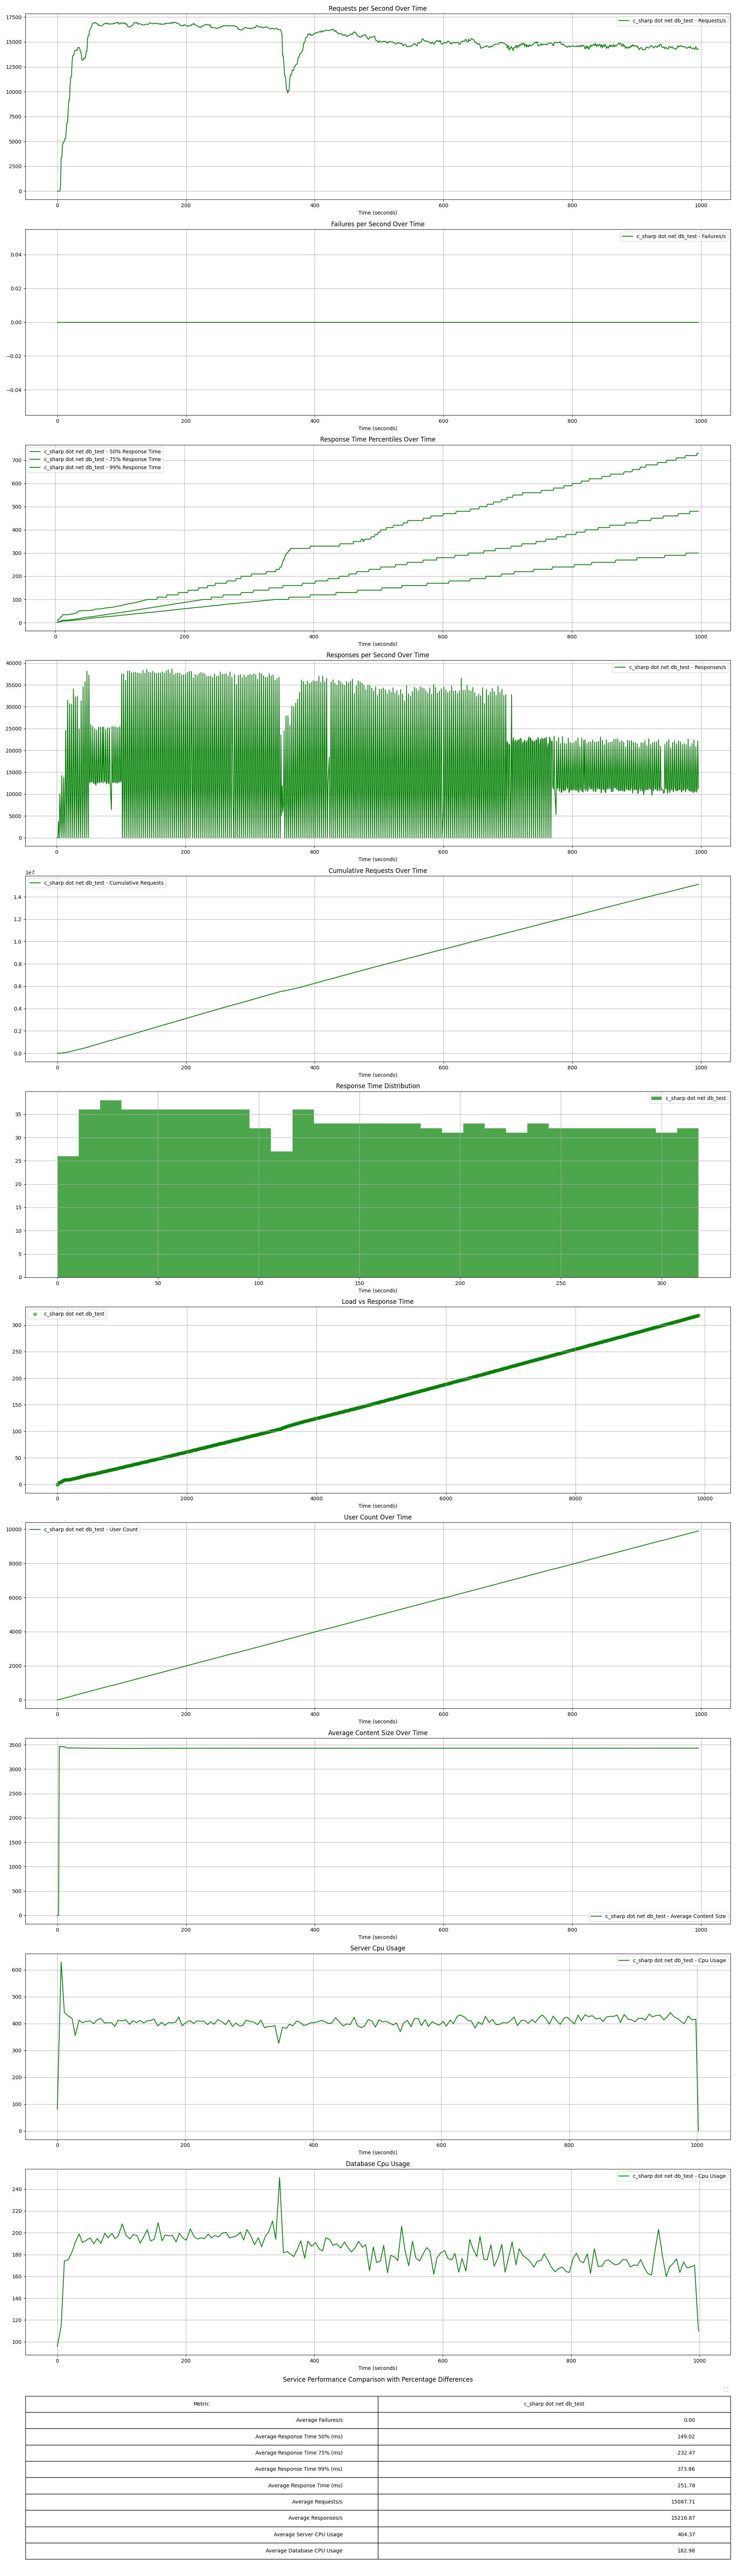 Requests per Second Over Time
c_sharp dot net db_test - Requests/s
17500
15000
12500
10000
7500
5000
2500
0
0 200 400 600 800 1000
Time (seconds)
Failures per Second Over Time
c_sharp dot net db_test - Failures/s
0.04
0.02
0.00
−0.02
−0.04
0 200 400 600 800 1000
Time (seconds)
Response Time Percentiles Over Time
c_sharp dot net db_test - 50% Response Time
c_sharp dot net db_test - 75% Response Time
c_sharp dot net db_test - 99% Response Time
700
600
500
400
300
200
100
0
0 200 400 600 800 1000
Time (seconds)
Responses per Second Over Time
c_sharp dot net db_test - Responses/s
40000
35000
30000
25000
20000
15000
10000
5000
0
0 200 400 600 800 1000
Time (seconds)
Cumulative Requests Over Time
1e7
c_sharp dot net db_test - Cumulative Requests
1.4
1.2
1.0
0.8
0.6
0.4
0.2
0.0
0 200 400 600 800 1000
Time (seconds)
Response Time Distribution
c_sharp dot net db_test
35
30
25
20
15
10
5
0
0 50 100 150 200 250 300
Time (seconds)
Load vs Response Time
c_sharp dot net db_test
300
250
200
150
100
50
0
0 2000 4000 6000 8000 10000
Time (seconds)
User Count Over Time
c_sharp dot net db_test - User Count
10000
8000
6000
4000
2000
0
0 200 400 600 800 1000
Time (seconds)
Average Content Size Over Time
3500
3000
2500
2000
1500
1000
500
0
c_sharp dot net db_test - Average Content Size
0 200 400 600 800 1000
Time (seconds)
Server Cpu Usage
c_sharp dot net db_test - Cpu Usage
600
500
400
300
200
100
0
0 200 400 600 800 1000
Time (seconds)
Database Cpu Usage
c_sharp dot net db_test - Cpu Usage
240
220
200
180
160
140
120
100
0 200 400 600 800 1000
Time (seconds)
Service Performance Comparison with Percentage Differences
Metric c_sharp dot net db_test
Average Failures/s 0.00
Average Response Time 50% (ms) 149.02
Average Response Time 75% (ms) 232.47
Average Response Time 99% (ms) 373.86
Average Response Time (ms) 251.78
Average Requests/s 15087.71
Average Responses/s 15216.87
Average Server CPU Usage 404.37
Average Database CPU Usage 182.98